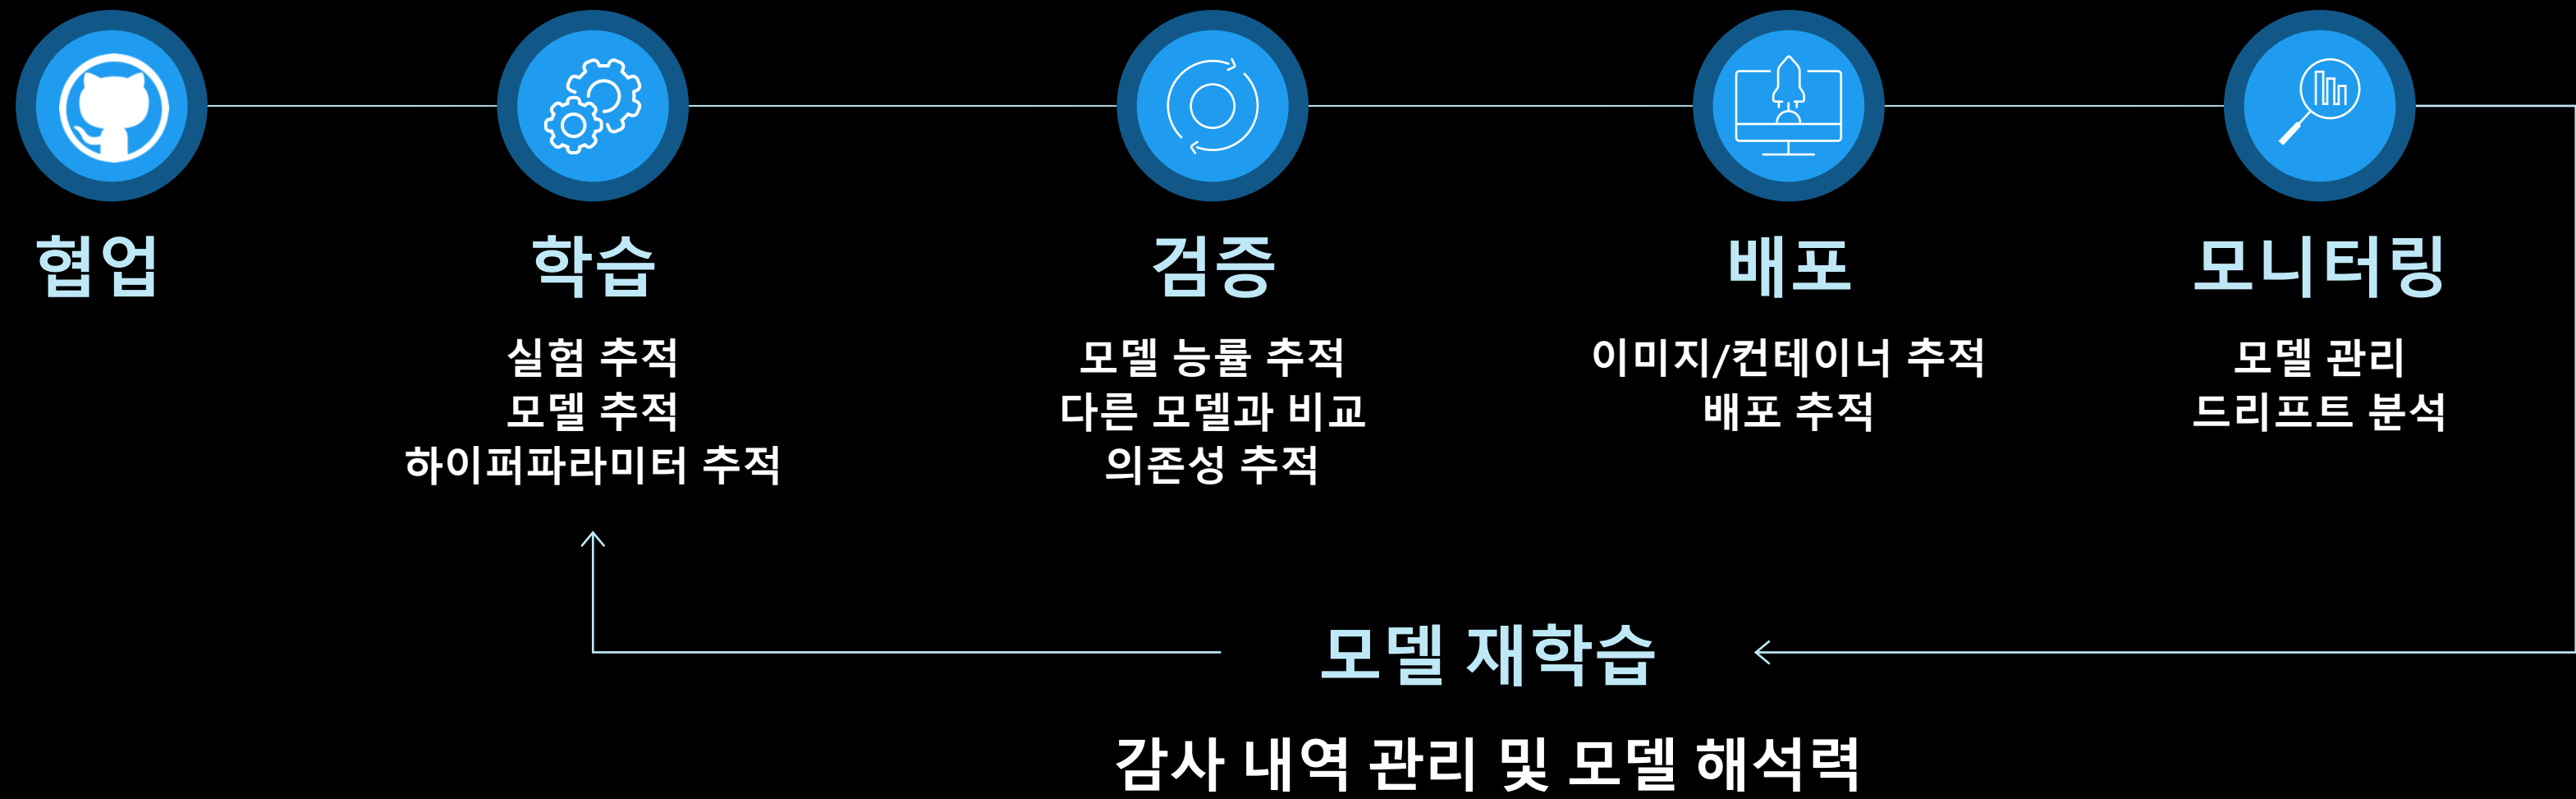 협업
학습
실험 추적
모델 추적
하이퍼파라미터 추적
검증
모델 능률 추적
다른 모델과 비교
의존성 추적
배포
이미지/컨테이너 추적
배포 추적
모니터링
모델 관리
드리프트 분석
모델 재학습
감사 내역 관리 및 모델 해석력